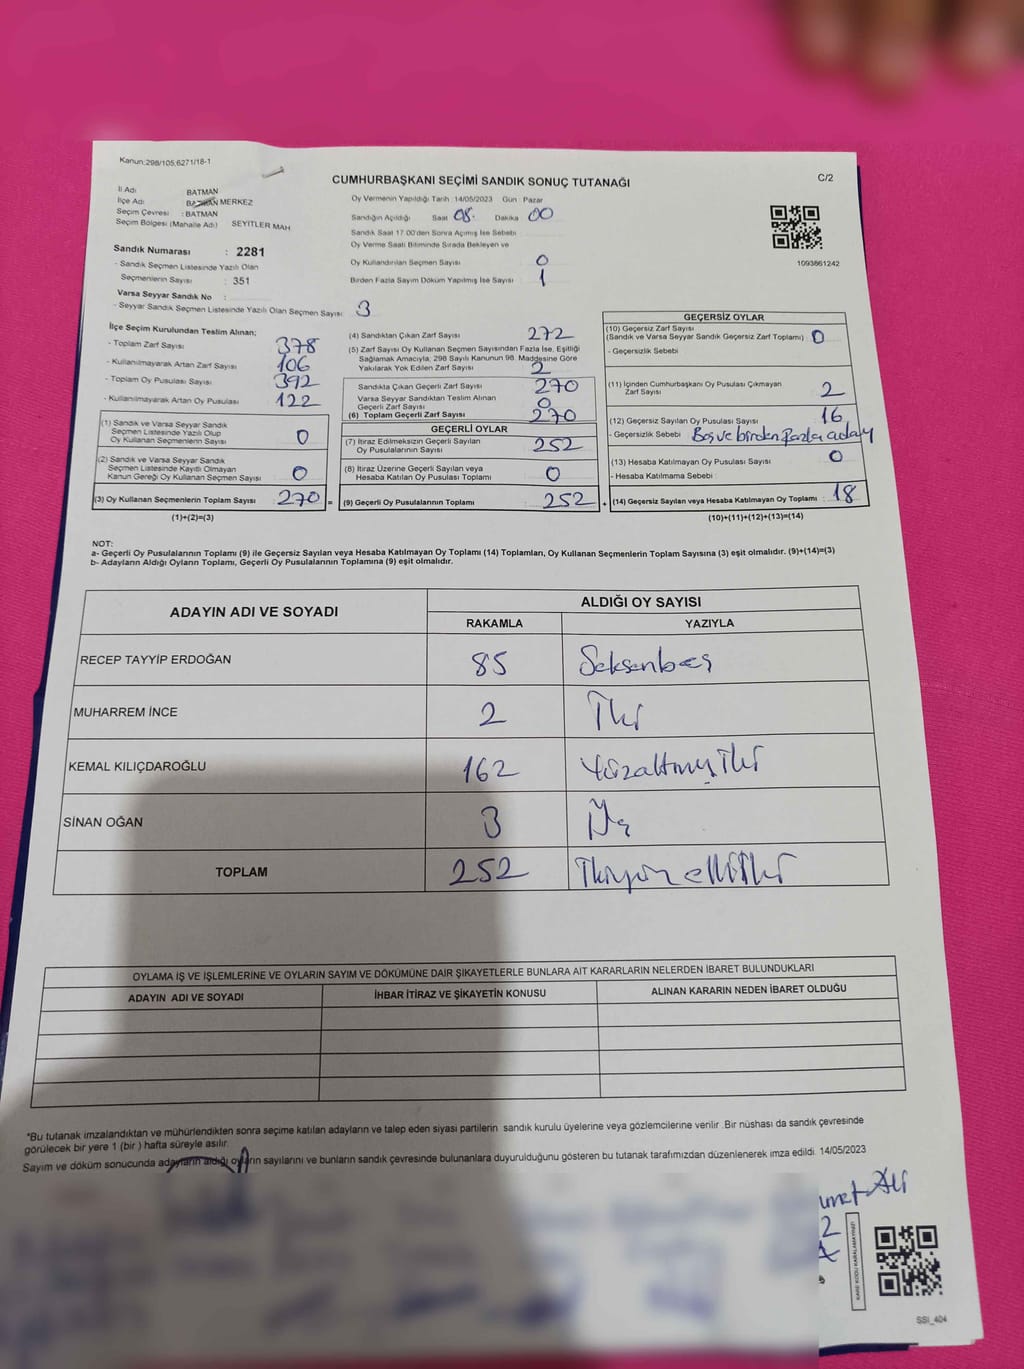 Kanun:298/105,6271/18-1
C/2
CUMHURBAŞKANI SEÇİMİ SANDIK SONUÇ TUTANAĞI
İl Adı BATMAN
İlçe Adı BATMAN MERKEZ
Seçim Çevresi : BATMAN
Seçim Bölgesi (Mahalle Adı) SEYİTLER MAH
Sandık Numarası : 2281
- Sandık Seçmen Listesinde Yazılı Olan
Seçmenlerin Sayısı : 351
Varsa Seyyar Sandık No :
- Seyyar Sandık Seçmen Listesinde Yazılı Olan Seçmen Sayısı: 3
Oy Vermenin Yapıldığı Tarih 14/05/2023 Gün : Pazar
Sandığın Açıldığı Saat 08. Dakika 00
Sandık Saat 17.00'den Sonra Açımış İse Sebebi
Oy Verme Saati Bitiminde Sırada Bekleyen ve
Oy Kullandırılan Seçmen Sayısı 0
Birden Fazla Sayım Döküm Yapılmış İse Sayısı 1
1093861242
İlçe Seçim Kurulundan Teslim Alınan;
- Toplam Zarf Sayısı 378
- Kullanılmayarak Artan Zarf Sayısı 106
- Toplam Oy Pusulası Sayısı 392
- Kullanılmayarak Artan Oy Pusulası 122
(1) Sandık ve Varsa Seyyar Sandık
Seçmen Listesinde Yazılı Olup
Oy Kullanan Seçmenlerin Sayısı 0
(2) Sandık ve Varsa Seyyar Sandık
Seçmen Listesinde Kayıtlı Olmayan
Kanun Gereği Oy Kullanan Seçmen Sayısı 0
(3) Oy Kullanan Seçmenlerin Toplam Sayısı 270 =
(1)+(2)=(3)
(4) Sandıktan Çıkan Zarf Sayısı 272
(5) Zarf Sayısı Oy Kullanan Seçmen Sayısından Fazla İse, Eşitliği
Sağlamak Amacıyla; 298 Sayılı Kanunun 98. Maddesine Göre
Yakılarak Yok Edilen Zarf Sayısı 2
Sandıkta Çıkan Geçerli Zarf Sayısı 270
Varsa Seyyar Sandıktan Teslim Alınan
Geçerli Zarf Sayısı 0
(6) Toplam Geçerli Zarf Sayısı 270
GEÇERLİ OYLAR
(7) İtiraz Edilmeksizin Geçerli Sayılan
Oy Pusulalarının Sayısı 252
(8) İtiraz Üzerine Geçerli Sayılan veya
Hesaba Katılan Oy Pusulası Toplamı 0
(9) Geçerli Oy Pusulalarının Toplamı 252 +
GEÇERSİZ OYLAR
(10) Geçersiz Zarf Sayısı
(Sandık ve Varsa Seyyar Sandık Geçersiz Zarf Toplamı) 0
- Geçersizlik Sebebi
(11) İçinden Cumhurbaşkanı Oy Pusulası Çıkmayan
Zarf Sayısı 2
(12) Geçersiz Sayılan Oy Pusulası Sayısı 16
- Geçersizlik Sebebi Boş ve birden fazla aday
(13) Hesaba Katılmayan Oy Pusulası Sayısı 0
- Hesaba Katılmama Sebebi :
(14) Geçersiz Sayılan veya Hesaba Katılmayan Oy Toplamı : 18
(10)+(11)+(12)+(13)=(14)
NOT:
a- Geçerli Oy Pusulalarının Toplamı (9) ile Geçersiz Sayılan veya Hesaba Katılmayan Oy Toplamı (14) Toplamları, Oy Kullanan Seçmenlerin Toplam Sayısına (3) eşit olmalıdır. (9)+(14)=(3)
b- Adayların Aldığı Oyların Toplamı, Geçerli Oy Pusulalarının Toplamına (9) eşit olmalıdır.
ADAYIN ADI VE SOYADI ALDIĞI OY SAYISI
RAKAMLA YAZIYLA
RECEP TAYYİP ERDOĞAN 85 Seksenbeş
MUHARREM İNCE 2 İki
KEMAL KILIÇDAROĞLU 162 Yüzaltmışiki
SİNAN OĞAN 3 Üç
TOPLAM 252 İkiyüzelliiki
OYLAMA İŞ VE İŞLEMLERİNE VE OYLARIN SAYIM VE DÖKÜMÜNE DAİR ŞİKAYETLERLE BUNLARA AİT KARARLARIN NELERDEN İBARET BULUNDUKLARI
ADAYIN ADI VE SOYADI İHBAR İTİRAZ VE ŞİKAYETİN KONUSU ALINAN KARARIN NEDEN İBARET OLDUĞU
*Bu tutanak imzalandıktan ve mühürlendikten sonra seçime katılan adayların ve talep eden siyasi partilerin sandık kurulu üyelerine veya gözlemcilerine verilir. Bir nüshası da sandık çevresinde
görülecek bir yere 1 (bir ) hafta süreyle asılır.
Sayım ve döküm sonucunda adayların aldığı oyların sayılarını ve bunların sandık çevresinde bulunanlara duyurulduğunu gösteren bu tutanak tarafımızdan düzenlenerek imza edildi. 14/05/2023
Ali
2
KARE KODU KARALAMAYINIZ!
SSİ_404